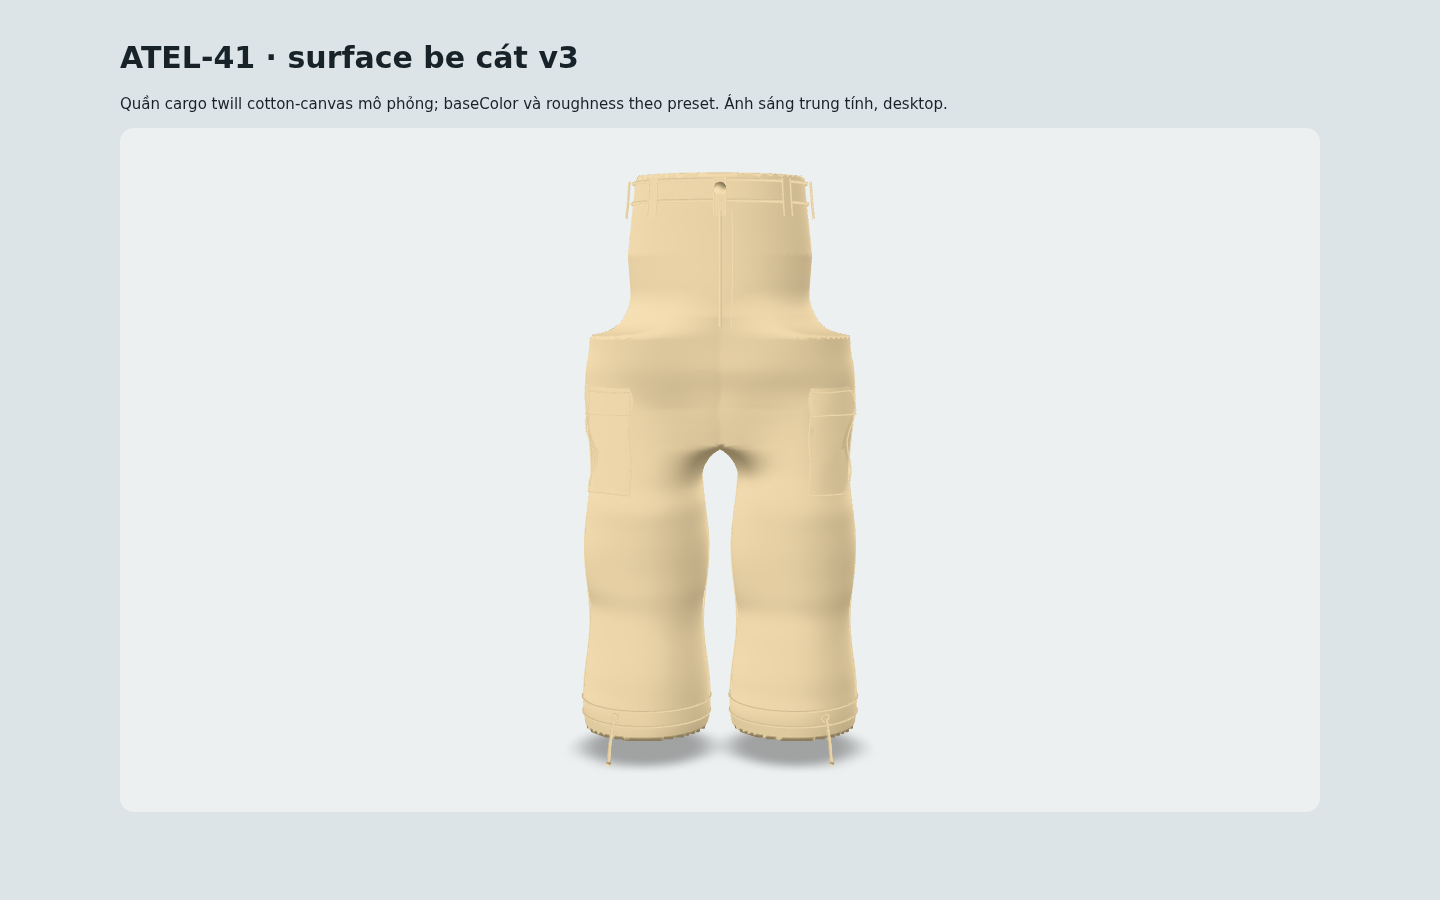 ATEL-41 · surface be cát v3
Quần cargo twill cotton-canvas mô phỏng; baseColor và roughness theo preset. Ánh sáng trung tính, desktop.